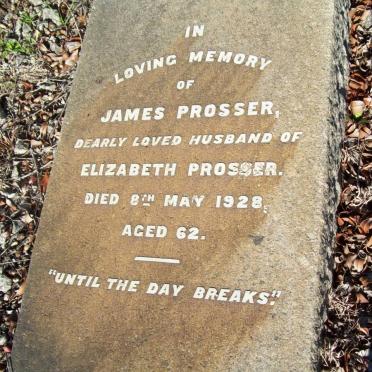 IN
LOVING MEMORY
OF
JAMES PROSSER,
DEARLY LOVED HUSBAND OF
ELIZABETH PROSSER.
DIED 8TH MAY 1928,
AGED 62.
"UNTIL THE DAY BREAKS."